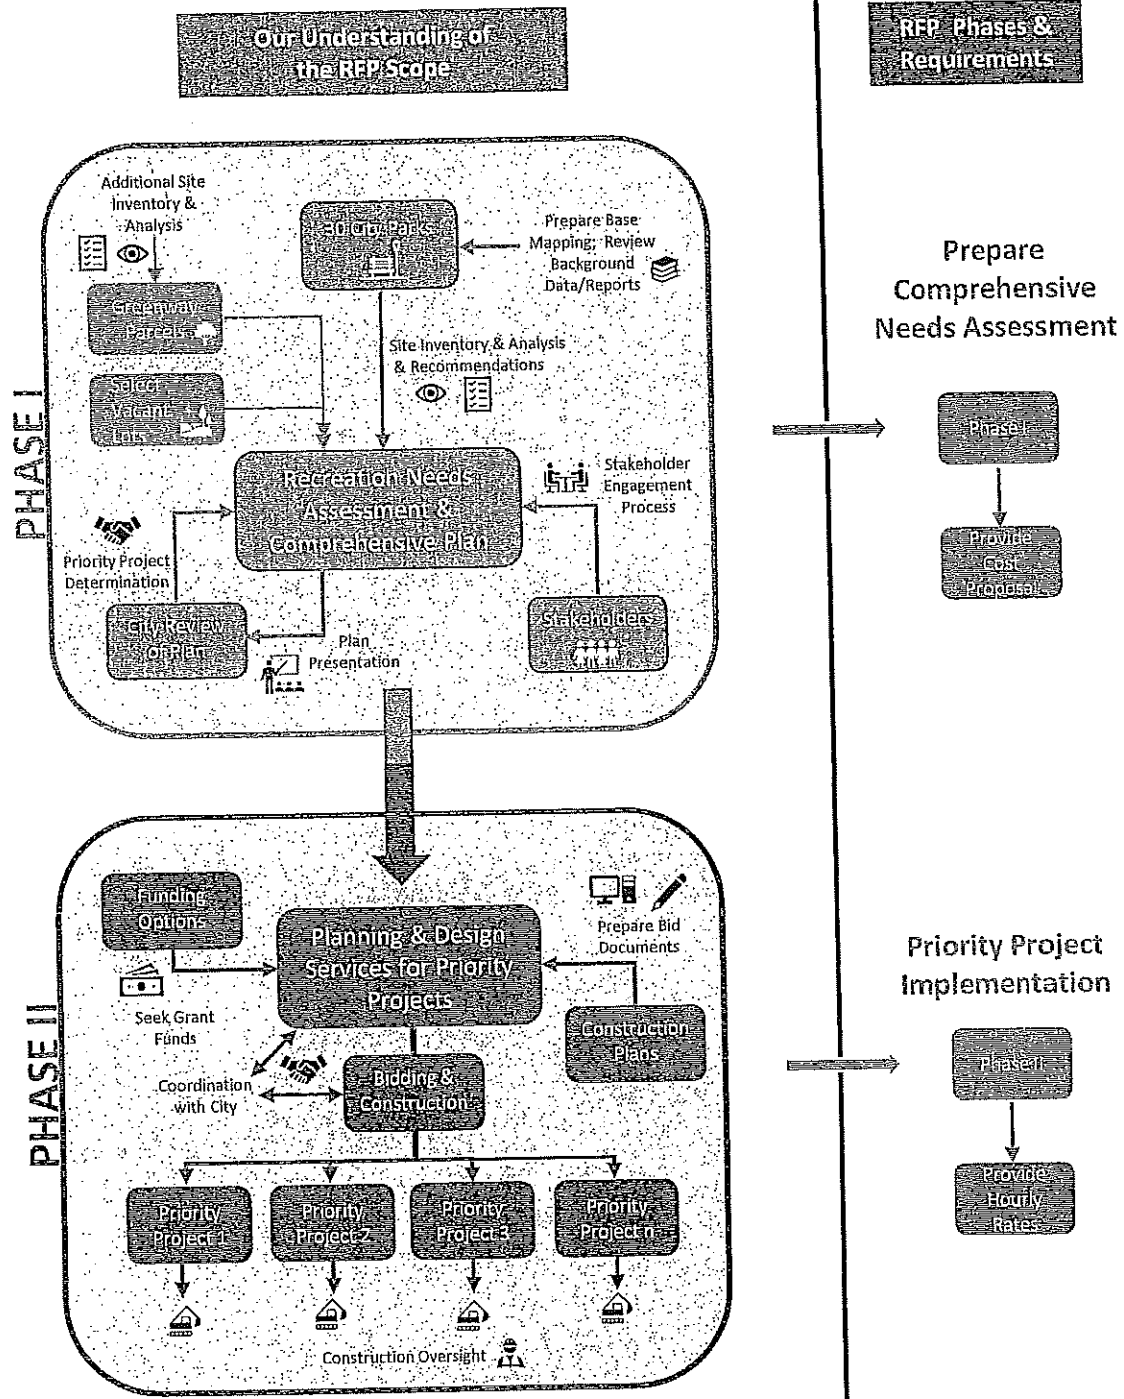 Our Understanding of
the RFP Scope
RFP Phases &
Requirements
PHASE I
Additional Site
Inventory &
Analysis
30 City Parks
Prepare Base
Mapping; Review
Background
Data/Reports
Greenway
Parcels
Select
Vacant
Lots
Site Inventory & Analysis
& Recommendations
Recreation Needs
Assessment &
Comprehensive Plan
Stakeholder
Engagement
Process
Priority Project
Determination
City Review
of Plan
Plan
Presentation
Stakeholders
Prepare
Comprehensive
Needs Assessment
Phase I
Provide
Cost
Proposal
PHASE II
Funding
Options
Seek Grant
Funds
Planning & Design
Services for Priority
Projects
Prepare Bid
Documents
Construction
Plans
Coordination
with City
Bidding &
Construction
Priority
Project 1
Priority
Project 2
Priority
Project 3
Priority
Project n
Construction Oversight
Priority Project
Implementation
Phase II
Provide
Hourly
Rates